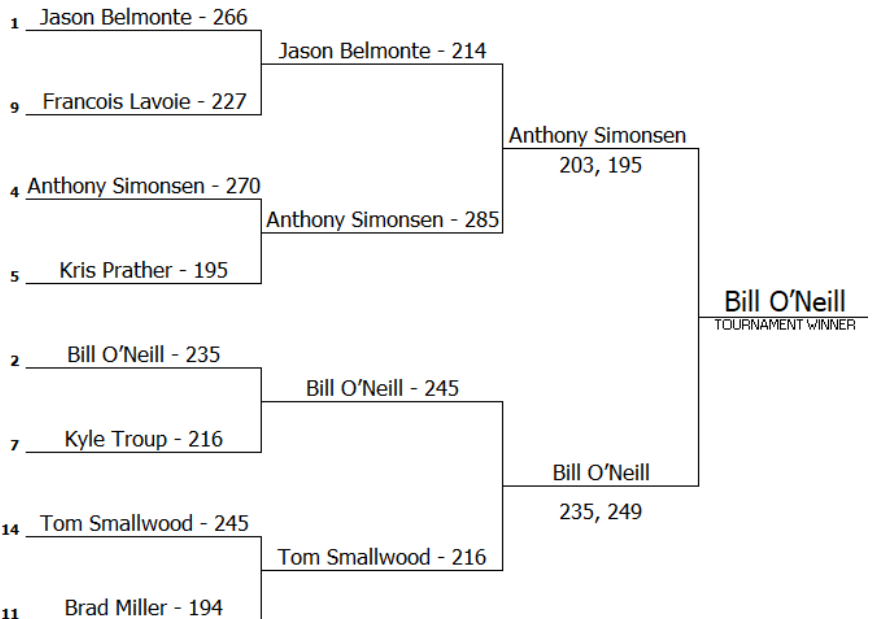 1 Jason Belmonte - 266
Jason Belmonte - 214
9 Francois Lavoie - 227
Anthony Simonsen
203, 195
4 Anthony Simonsen - 270
Anthony Simonsen - 285
5 Kris Prather - 195
Bill O’Neill
TOURNAMENT WINNER
2 Bill O’Neill - 235
Bill O’Neill - 245
7 Kyle Troup - 216
Bill O’Neill
235, 249
14 Tom Smallwood - 245
Tom Smallwood - 216
11 Brad Miller - 194